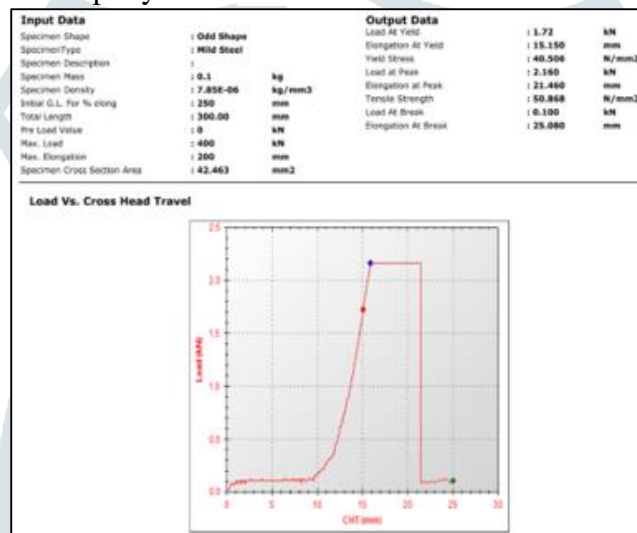 Input Data
Specimen Shape : Odd Shape
SpecimenType : Mild Steel
Specimen Description :
Specimen Mass : 0.1 kg
Specimen Density : 7.85E-06 kg/mm3
Initial G.L. For % elong : 250 mm
Total Length : 300.00 mm
Pre Load Value : 0 kN
Max. Load : 400 kN
Max. Elongation : 200 mm
Specimen Cross Section Area : 42.463 mm2
Output Data
Load At Yield : 1.72 kN
Elongation At Yield : 15.150 mm
Yield Stress : 40.506 N/mm2
Load at Peak : 2.160 kN
Elongation at Peak : 21.460 mm
Tensile Strength : 50.868 N/mm2
Load At Break : 0.100 kN
Elongation At Break : 25.080 mm
Load Vs. Cross Head Travel
2.5
2.0
1.5
1.0
0.5
0.0
Load (kN)
0 5 10 15 20 25 30
CHT (mm)